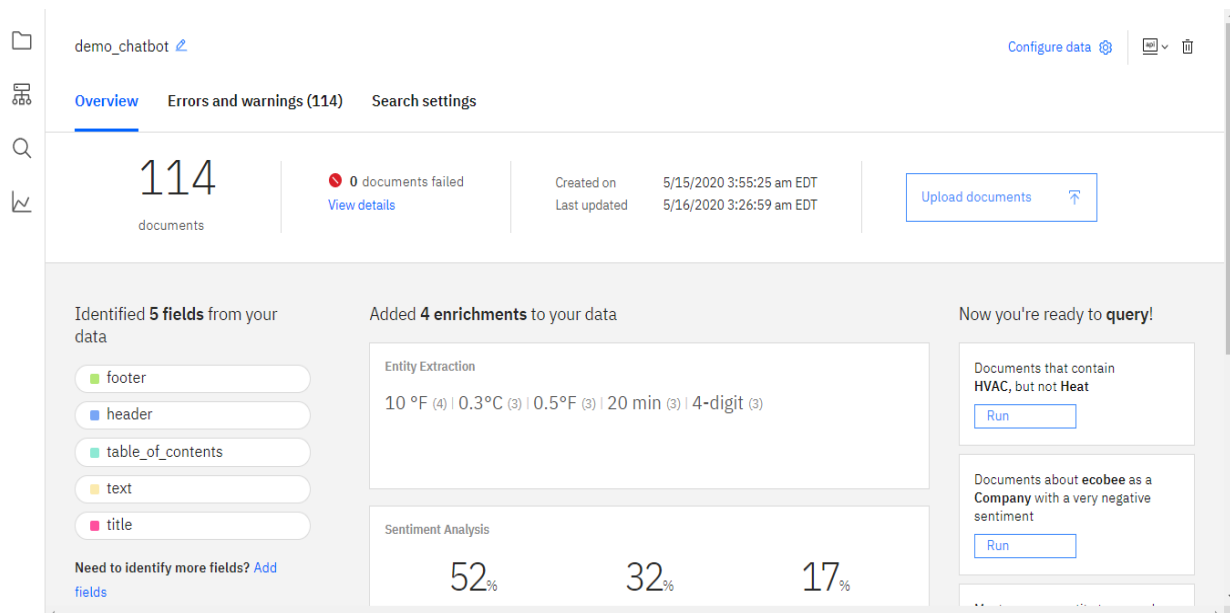 demo_chatbot
Configure data
api
Overview
Errors and warnings (114)
Search settings
114
documents
0 documents failed
View details
Created on 5/15/2020 3:55:25 am EDT
Last updated 5/16/2020 3:26:59 am EDT
Upload documents
Identified 5 fields from your
data
footer
header
table_of_contents
text
title
Need to identify more fields? Add
fields
Added 4 enrichments to your data
Entity Extraction
10 °F (4) | 0.3°C (3) | 0.5°F (3) | 20 min (3) | 4-digit (3)
Sentiment Analysis
52% 32% 17%
Now you're ready to query!
Documents that contain
HVAC, but not Heat
Run
Documents about ecobee as a
Company with a very negative
sentiment
Run